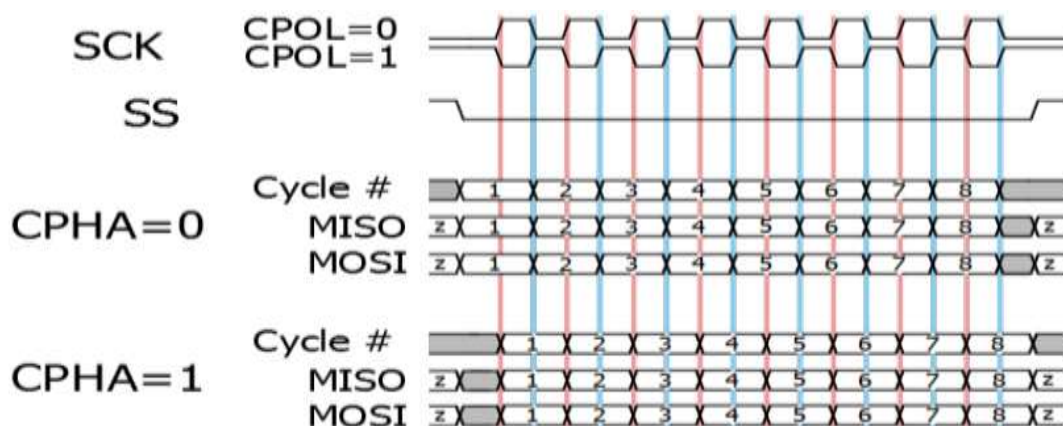 SCK CPOL=0
CPOL=1
SS
Cycle # 1 2 3 4 5 6 7 8
CPHA=0 MISO z 1 2 3 4 5 6 7 8 z
MOSI z 1 2 3 4 5 6 7 8 z
Cycle # 1 2 3 4 5 6 7 8
CPHA=1 MISO z 1 2 3 4 5 6 7 8 z
MOSI z 1 2 3 4 5 6 7 8 z